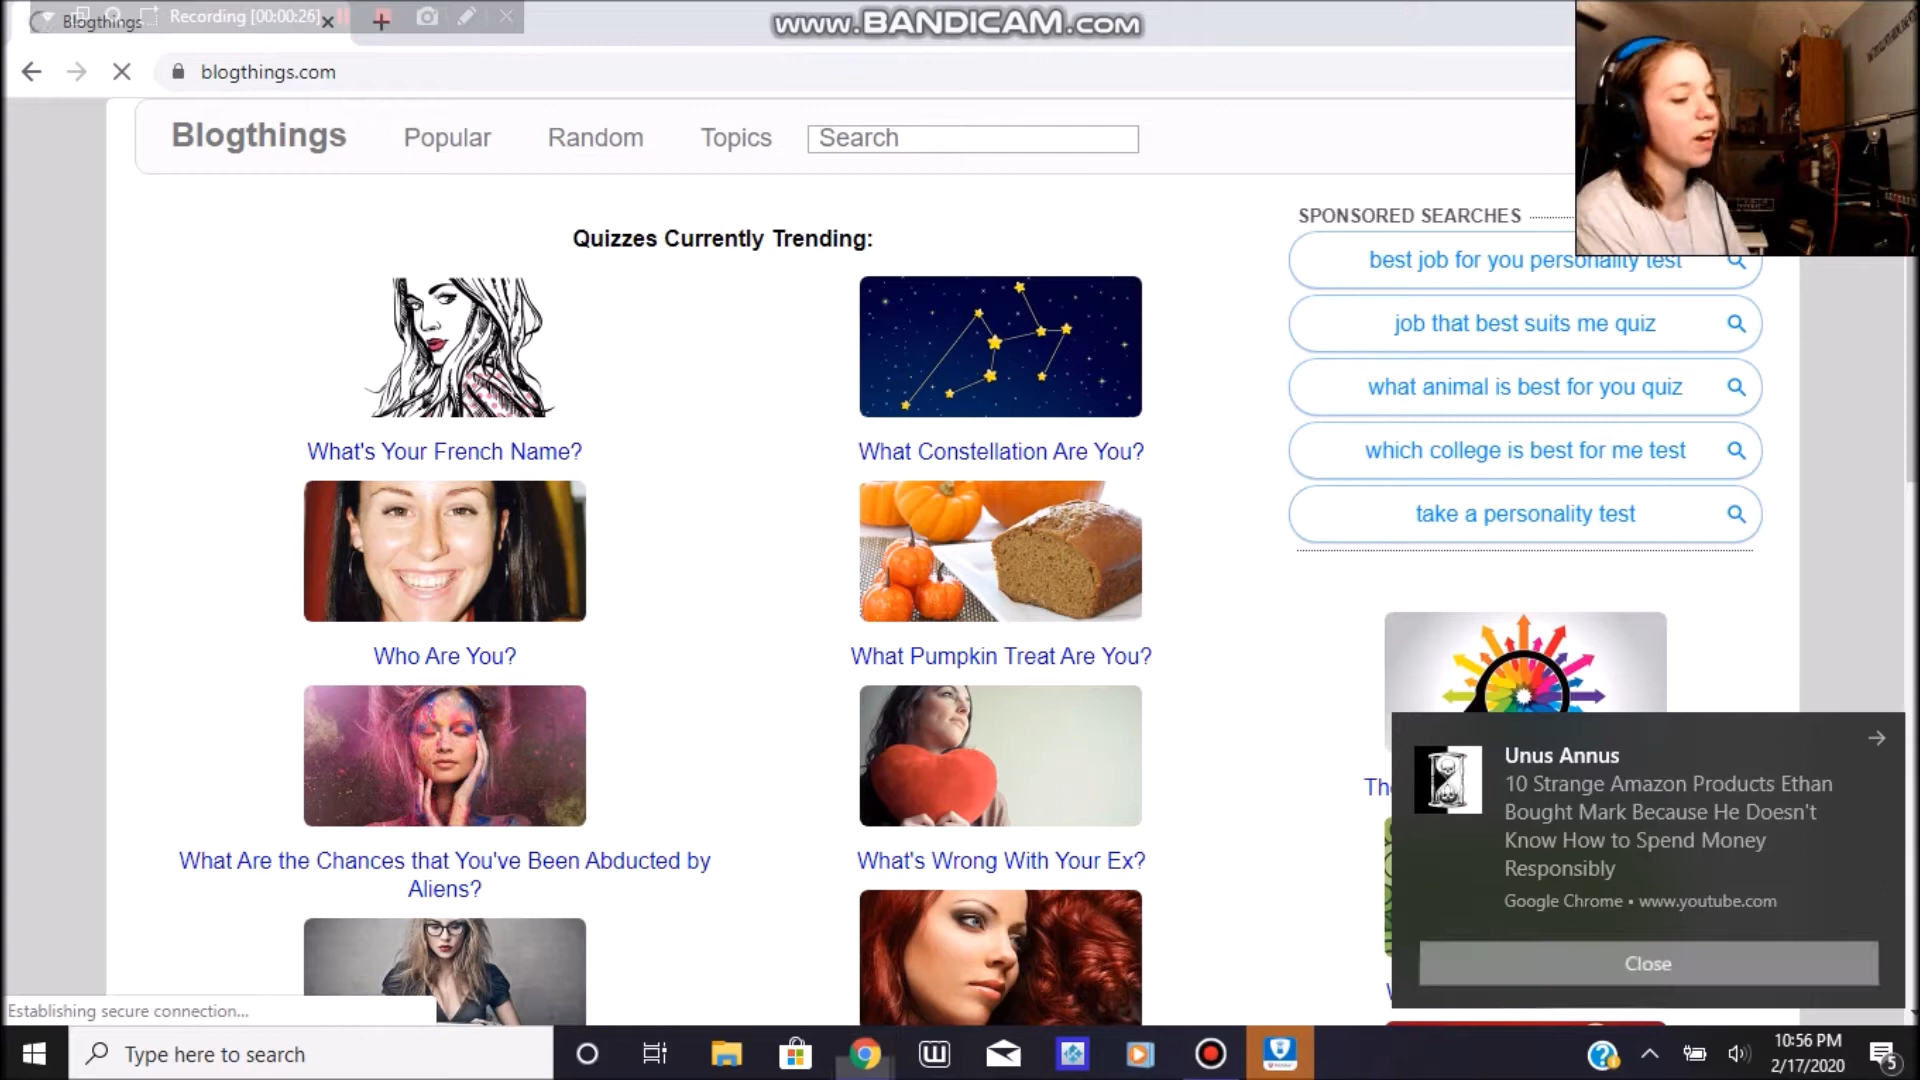 Blogthings
Recording [00:00:26]
www.BANDICAM.com
blogthings.com
Blogthings
Popular
Random
Topics
Search
SPONSORED SEARCHES
Quizzes Currently Trending:
best job for you personality test
job that best suits me quiz
what animal is best for you quiz
which college is best for me test
take a personality test
What's Your French Name?
What Constellation Are You?
Who Are You?
What Pumpkin Treat Are You?
What Are the Chances that You've Been Abducted by
Aliens?
What's Wrong With Your Ex?
Unus Annus
10 Strange Amazon Products Ethan
Bought Mark Because He Doesn't
Know How to Spend Money
Responsibly
Google Chrome • www.youtube.com
Close
Establishing secure connection...
Type here to search
10:56 PM
2/17/2020
5